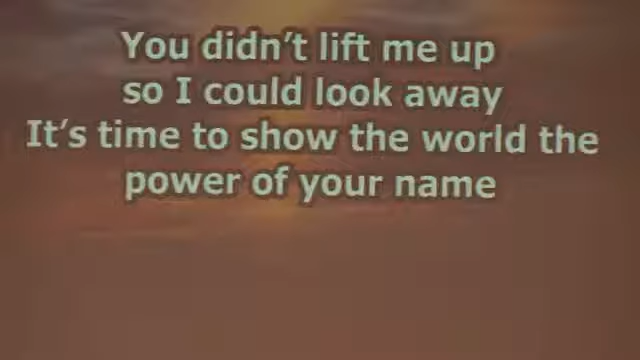 You didn't lift me up
so I could look away
It's time to show the world the
power of your name